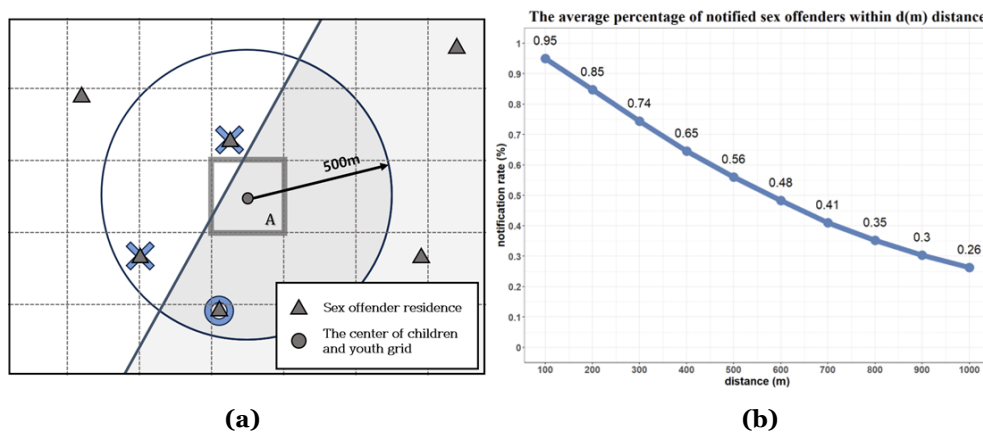 500m
A
Sex offender residence
The center of children
and youth grid
(a)
The average percentage of notified sex offenders within d(m) distance
notification rate (%)
1
0.9
0.8
0.7
0.6
0.5
0.4
0.3
0.2
0.1
0
0.95
0.85
0.74
0.65
0.56
0.48
0.41
0.35
0.3
0.26
100 200 300 400 500 600 700 800 900 1000
distance (m)
(b)